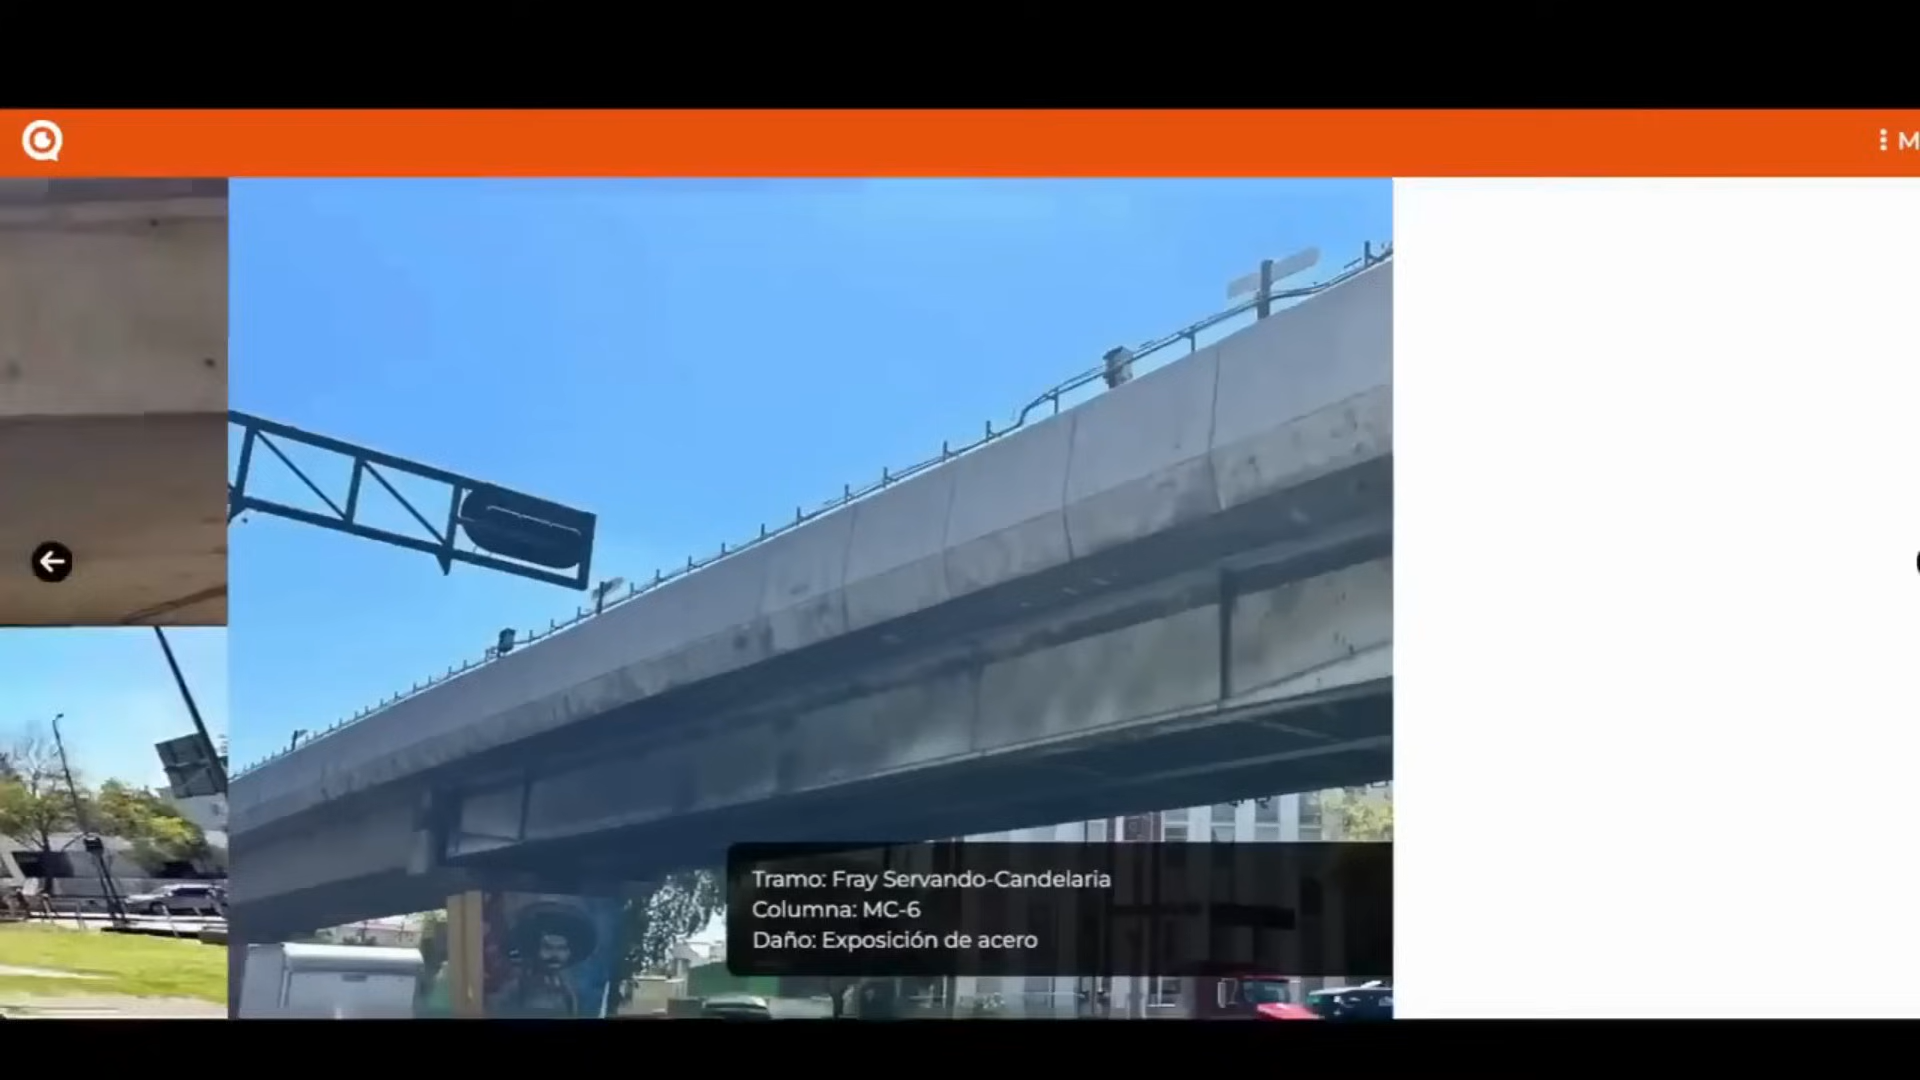 M
Tramo: Fray Servando-Candelaria
Columna: MC-6
Daño: Exposición de acero